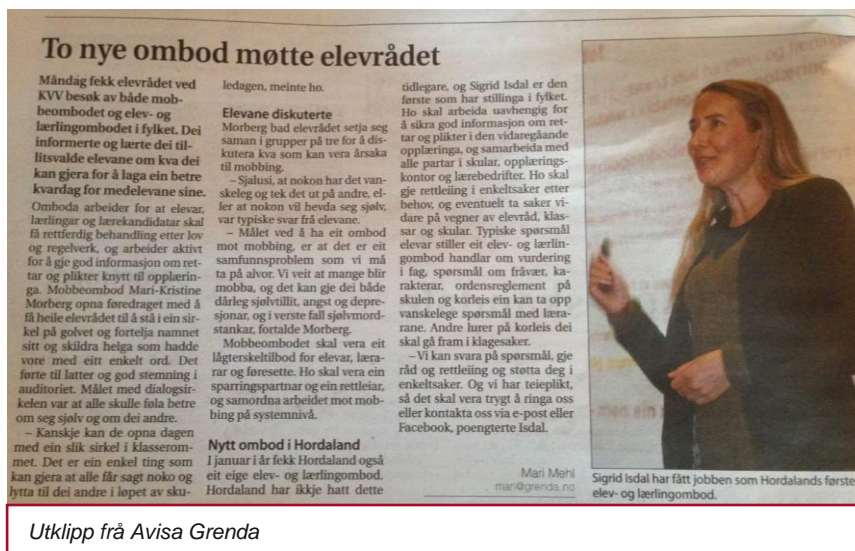 To nye ombod møtte elevrådet
Måndag fekk elevrådet ved
KVV besøk av både mob-
beombodet og elev- og
lærlingombodet i fylket. Dei
informerte og lærte dei til-
litsvalde elevane om kva dei
kan gjera for å laga ein betre
kvardag for medelevane sine.
Omboda arbeider for at elevar,
lærlingar og lærekandidatar skal
få rettferdig behandling etter lov
og regelverk, og arbeider aktivt
for å gje god informasjon om ret-
tar og plikter knytt til opplærin-
ga. Mobbeombod Mari-Kristine
Morberg opna føredraget med å
få heile elevrådet til å stå i ein sir-
kel på golvet og fortelja namnet
sitt og skildra helga som hadde
vore med eitt enkelt ord. Det
førte til latter og god stemning i
auditoriet. Målet med dialogsir-
kelen var at alle skulle føla betre
om seg sjølv og om dei andre.
– Kanskje kan de opna dagen
med ein slik sirkel i klasserom-
met. Det er ein enkel ting som
kan gjera at alle får sagt noko og
lytta til dei andre i løpet av sku-
ledagen, meinte ho.
Elevane diskuterte
Morberg bad elevrådet setja seg
saman i grupper på tre for å dis-
kutera kva som kan vera årsaka
til mobbing.
– Sjalusi, at nokon har det van-
skeleg og tek det ut på andre, el-
ler at nokon vil hevda seg sjølv,
var typiske svar frå elevane.
– Målet ved å ha eit ombod
mot mobbing, er at det er eit
samfunnsproblem som vi må
ta på alvor. Vi veit at mange blir
mobba, og det kan gje dei både
dårleg sjølvtillit, angst og depre-
sjonar, og i verste fall sjølvmord-
stankar, fortalde Morberg.
Mobbeombodet skal vera eit
lågterskeltilbod for elevar, læra-
rar og føresette. Ho skal vera ein
sparringspartnar og ein rettleiar,
og samordna arbeidet mot mob-
bing på systemnivå.
Nytt ombod i Hordaland
I januar i år fekk Hordaland også
eit eige elev- og lærlingombod.
Hordaland har ikkje hatt dette
tidlegare, og Sigrid Isdal er den
første som har stillinga i fylket.
Ho skal arbeida uavhengig for
å sikra god informasjon om ret-
tar og plikter i den vidaregåande
opplæringa, og samarbeida med
alle partar i skular, opplærings-
kontor og lærebedrifter. Ho skal
gje rettleiing i enkeltsaker etter
behov, og eventuelt ta saker vi-
dare på vegner av elevråd, klas-
sar og skular. Typiske spørsmål
elevar stiller eit elev- og lærlin-
gombod handlar om vurdering
i fag, spørsmål om fråvær, ka-
rakterar, ordensreglement på
skulen og korleis ein kan ta opp
vanskelege spørsmål med læra-
rane. Andre lurer på korleis dei
skal gå fram i klagesaker.
– Vi kan svara på spørsmål, gje
råd og rettleiing og støtta deg i
enkeltsaker. Og vi har teieplikt,
så det skal vera trygt å ringa oss
eller kontakta oss via e-post eller
Facebook, poengterte Isdal.
Mari Mehl
mari@grenda.no
Sigrid Isdal har fått jobben som Hordalands første
elev- og lærlingombod.
Utklipp frå Avisa Grenda